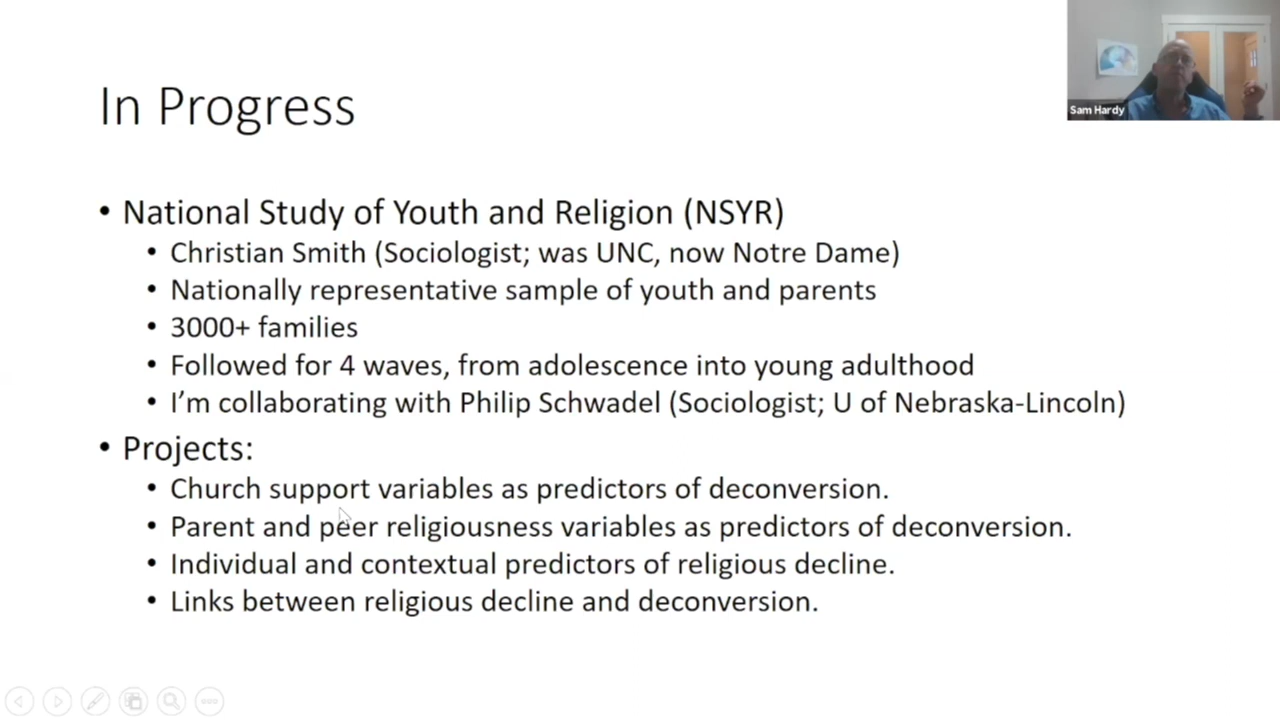 In Progress
Sam Hardy
• National Study of Youth and Religion (NSYR)
• Christian Smith (Sociologist; was UNC, now Notre Dame)
• Nationally representative sample of youth and parents
• 3000+ families
• Followed for 4 waves, from adolescence into young adulthood
• I'm collaborating with Philip Schwadel (Sociologist; U of Nebraska-Lincoln)
• Projects:
• Church support variables as predictors of deconversion.
• Parent and peer religiousness variables as predictors of deconversion.
• Individual and contextual predictors of religious decline.
• Links between religious decline and deconversion.